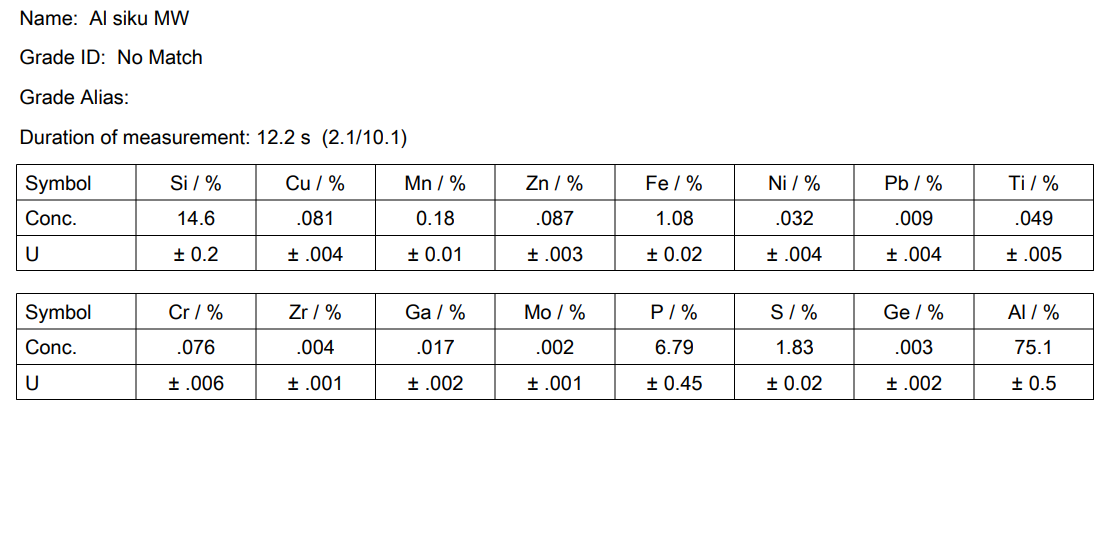 Name: Al siku MW
Grade ID: No Match
Grade Alias:
Duration of measurement: 12.2 s (2.1/10.1)
Symbol Si / % Cu / % Mn / % Zn / % Fe / % Ni / % Pb / % Ti / %
Conc. 14.6 .081 0.18 .087 1.08 .032 .009 .049
U ± 0.2 ± .004 ± 0.01 ± .003 ± 0.02 ± .004 ± .004 ± .005
Symbol Cr / % Zr / % Ga / % Mo / % P / % S / % Ge / % Al / %
Conc. .076 .004 .017 .002 6.79 1.83 .003 75.1
U ± .006 ± .001 ± .002 ± .001 ± 0.45 ± 0.02 ± .002 ± 0.5